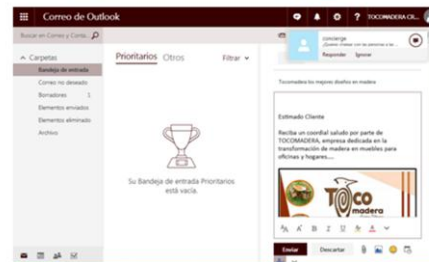 Correo de Outlook
?
TOCOMADERA CR...
Buscar en Correo y Conta...
Carpetas
Bandeja de entrada
Correo no deseado
Borradores 1
Elementos enviados
Elementos eliminado
Archivo
Prioritarios Otros Filtrar
Su Bandeja de entrada Prioritarios
está vacía.
concierge
Responder Ignorar
Tocomadera los mejores diseños en madera
Estimado Cliente
Reciba un coordial saludo por parte de
TOCOMADERA, empresa dedicada en la
transformación de madera en muebles para
oficinas y hogares....
TOCO
madera
Enviar Descartar